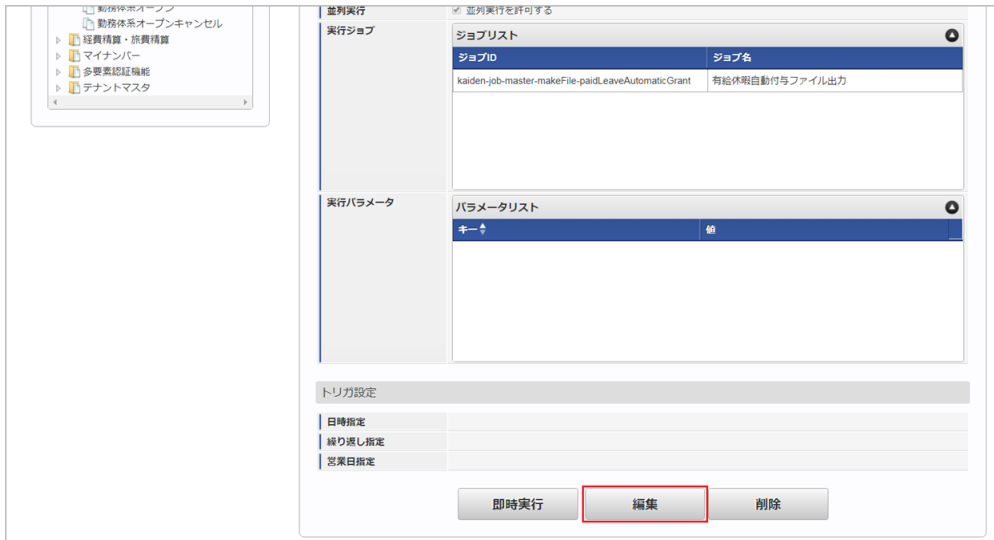 勤務体系オープン
勤務体系オープンキャンセル
経費精算・旅費精算
マイナンバー
多要素認証機能
テナントマスタ
並列実行
並列実行を許可する
実行ジョブ
ジョブリスト
ジョブID
ジョブ名
kaiden-job-master-makeFile-paidLeaveAutomaticGrant
有給休暇自動付与ファイル出力
実行パラメータ
パラメータリスト
キー
値
トリガ設定
日時指定
繰り返し指定
営業日指定
即時実行
編集
削除